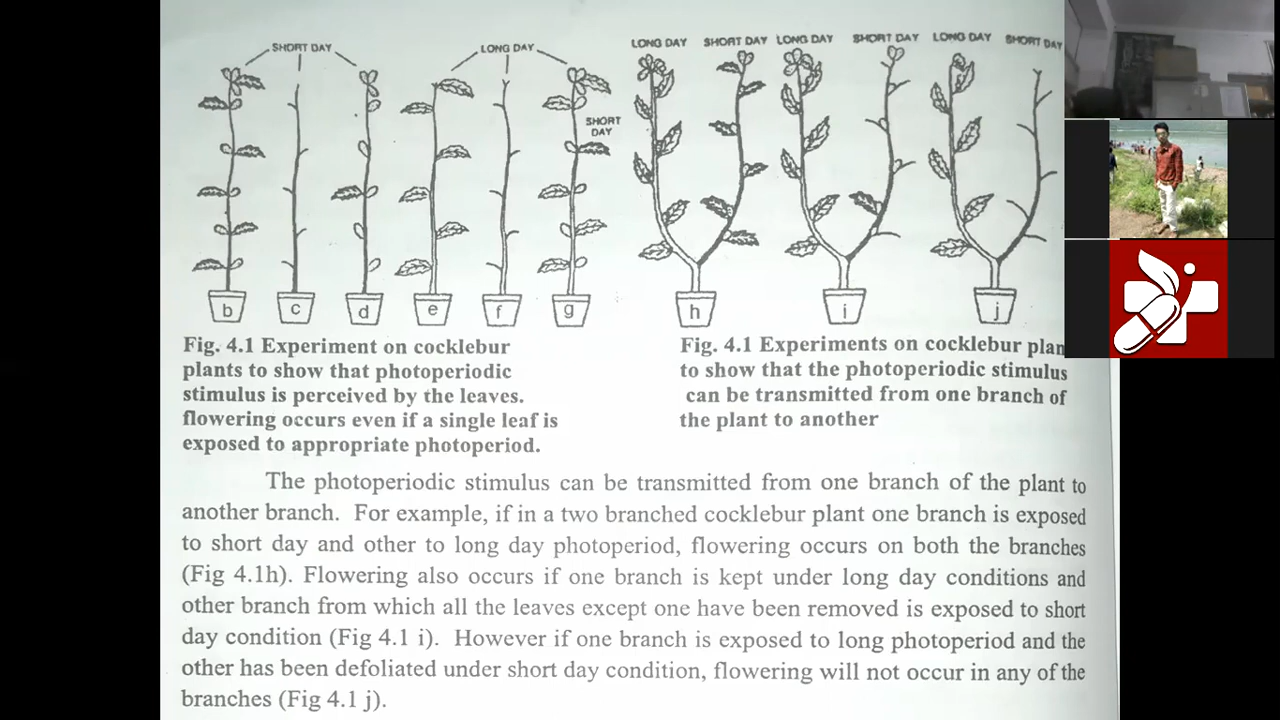 SHORT DAY
LONG DAY
SHORT DAY
LONG DAY SHORT DAY LONG DAY SHORT DAY LONG DAY SHORT DAY
b c d e f g h i j
Fig. 4.1 Experiment on cocklebur
plants to show that photoperiodic
stimulus is perceived by the leaves.
flowering occurs even if a single leaf is
exposed to appropriate photoperiod.
Fig. 4.1 Experiments on cocklebur plan
to show that the photoperiodic stimulus
can be transmitted from one branch of
the plant to another
The photoperiodic stimulus can be transmitted from one branch of the plant to
another branch. For example, if in a two branched cocklebur plant one branch is exposed
to short day and other to long day photoperiod, flowering occurs on both the branches
(Fig 4.1h). Flowering also occurs if one branch is kept under long day conditions and
other branch from which all the leaves except one have been removed is exposed to short
day condition (Fig 4.1 i). However if one branch is exposed to long photoperiod and the
other has been defoliated under short day condition, flowering will not occur in any of the
branches (Fig 4.1 j).